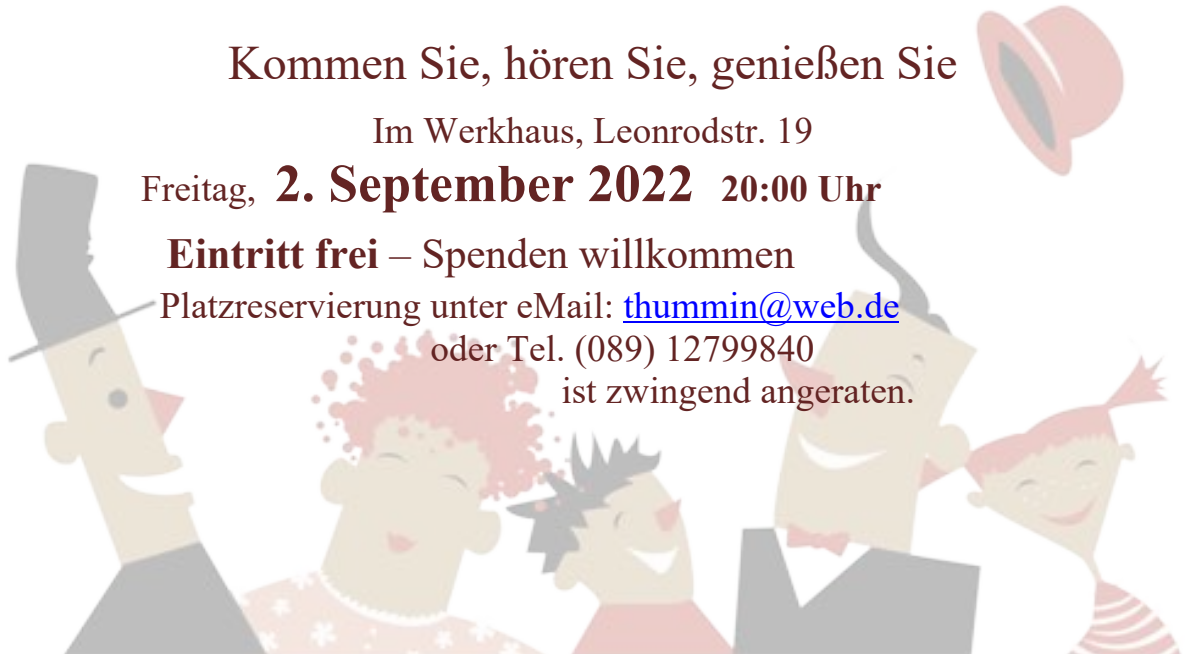 Kommen Sie, hören Sie, genießen Sie
Im Werkhaus, Leonrodstr. 19
Freitag, 2. September 2022 20:00 Uhr
Eintritt frei – Spenden willkommen
Platzreservierung unter eMail: thummin@web.de
oder Tel. (089) 12799840
ist zwingend angeraten.